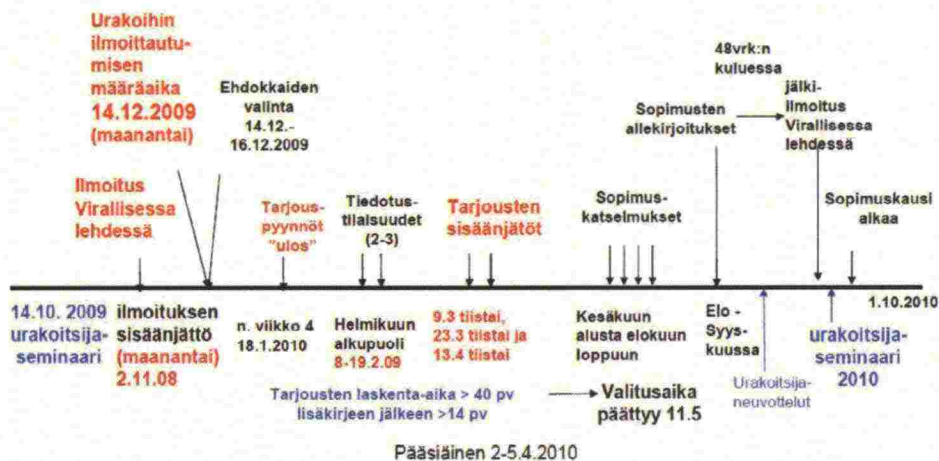 Urakoihin
ilmoittautu-
misen
määräaika
14.12.2009
(maanantai)
Ehdokkaiden
valinta
14.12.-
16.12.2009
48vrk:n
kuluessa
Sopimusten
allekirjoitukset
jälki-
ilmoitus
Virallisessa
lehdessä
Ilmoitus
Virallisessa
lehdessä
Tarjous-
pyynnöt
"ulos"
Tiedotus-
tilaisuudet
(2-3)
Tarjousten
sisäänjätöt
Sopimus-
katselmukset
Sopimuskausi
alkaa
14.10. 2009
urakoitsija-
seminaari
ilmoituksen
sisäänjättö
(maanantai)
2.11.08
n. viikko 4
18.1.2010
Helmikuun
alkupuoli
8-19.2.09
9.3 tiistai,
23.3 tiistai ja
13.4 tiistai
Kesäkuun
alusta elokuun
loppuun
Elo -
Syys-
kuussa
Urakoitsija-
neuvottelut
urakoitsija-
seminaari
2010
1.10.2010
Tarjousten laskenta-aika > 40 pv
lisäkirjeen jälkeen >14 pv
Valitusaika
päättyy 11.5
Pääsiäinen 2-5.4.2010